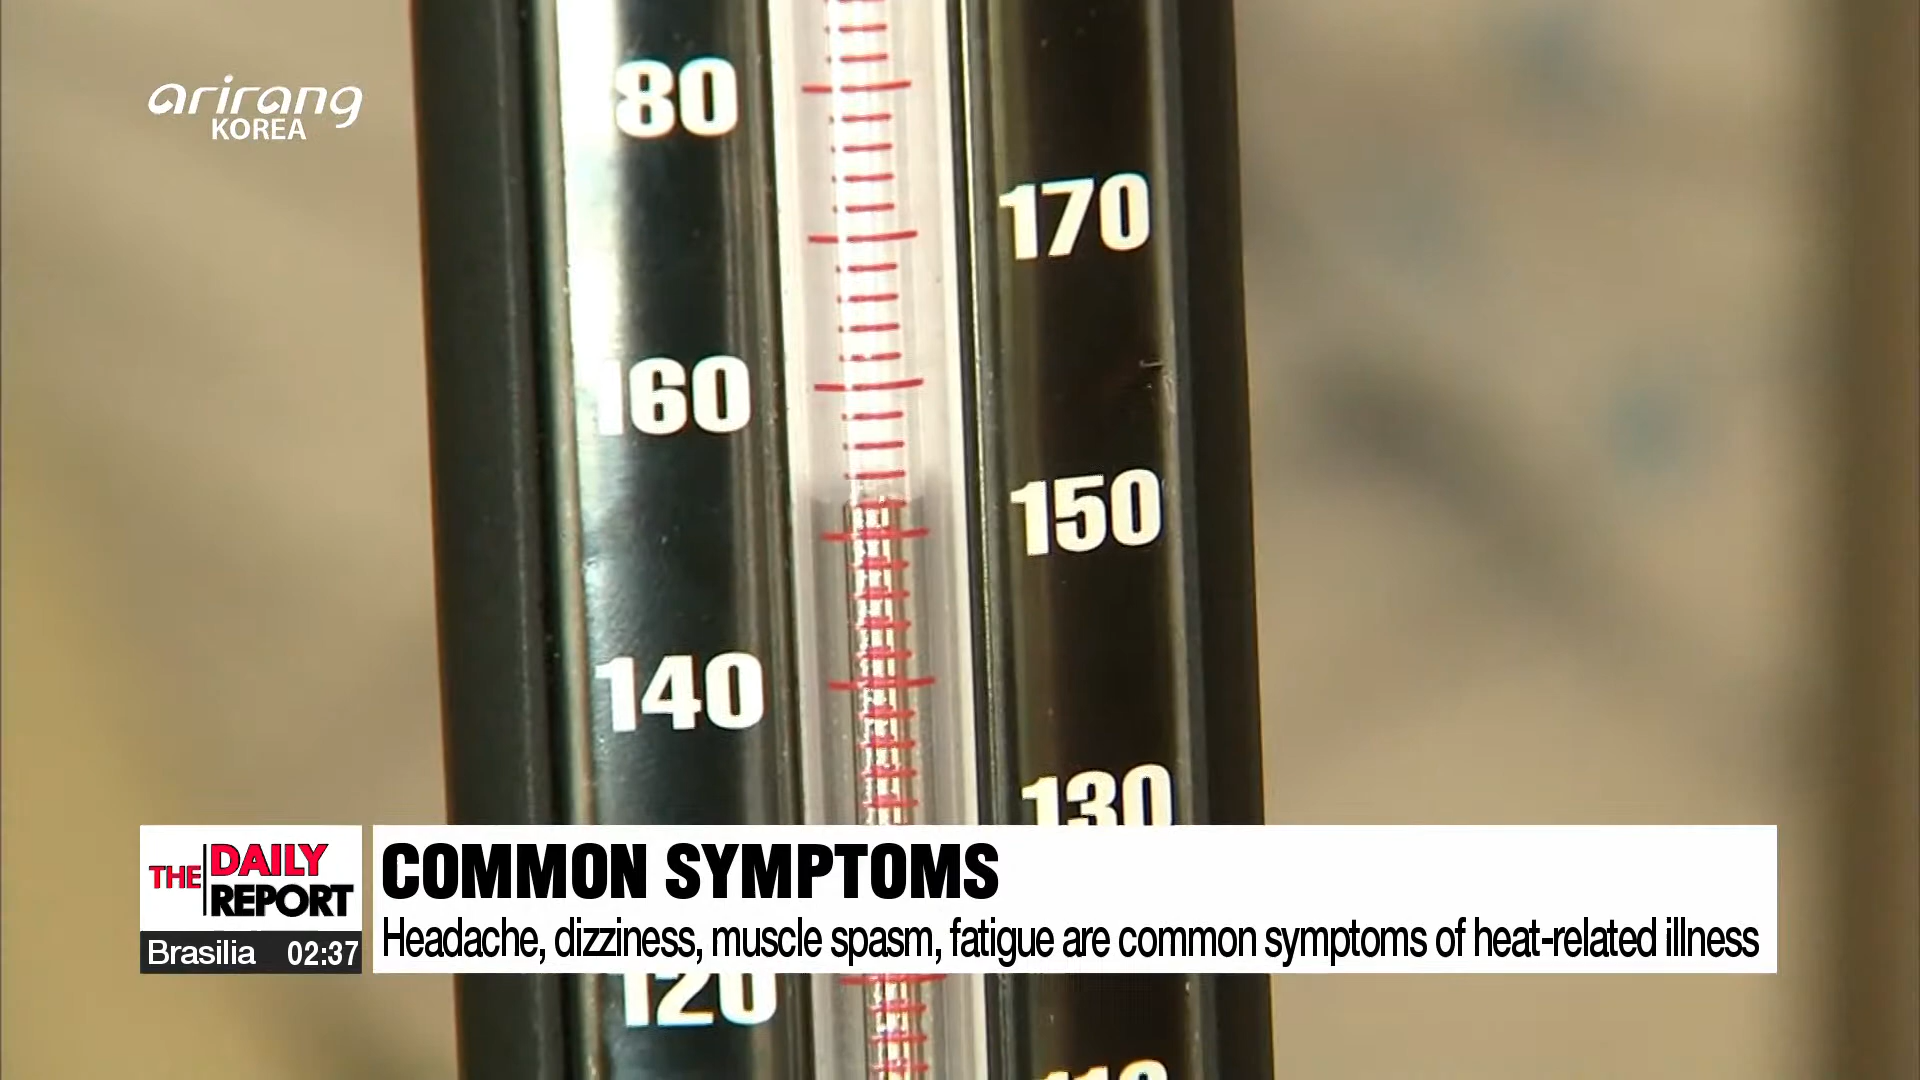 arirang
KOREA
80
170
160
150
140
130
THE DAILY
REPORT
COMMON SYMPTOMS
Headache, dizziness, muscle spasm, fatigue are common symptoms of heat-related illness
Brasilia 02:37
120
110